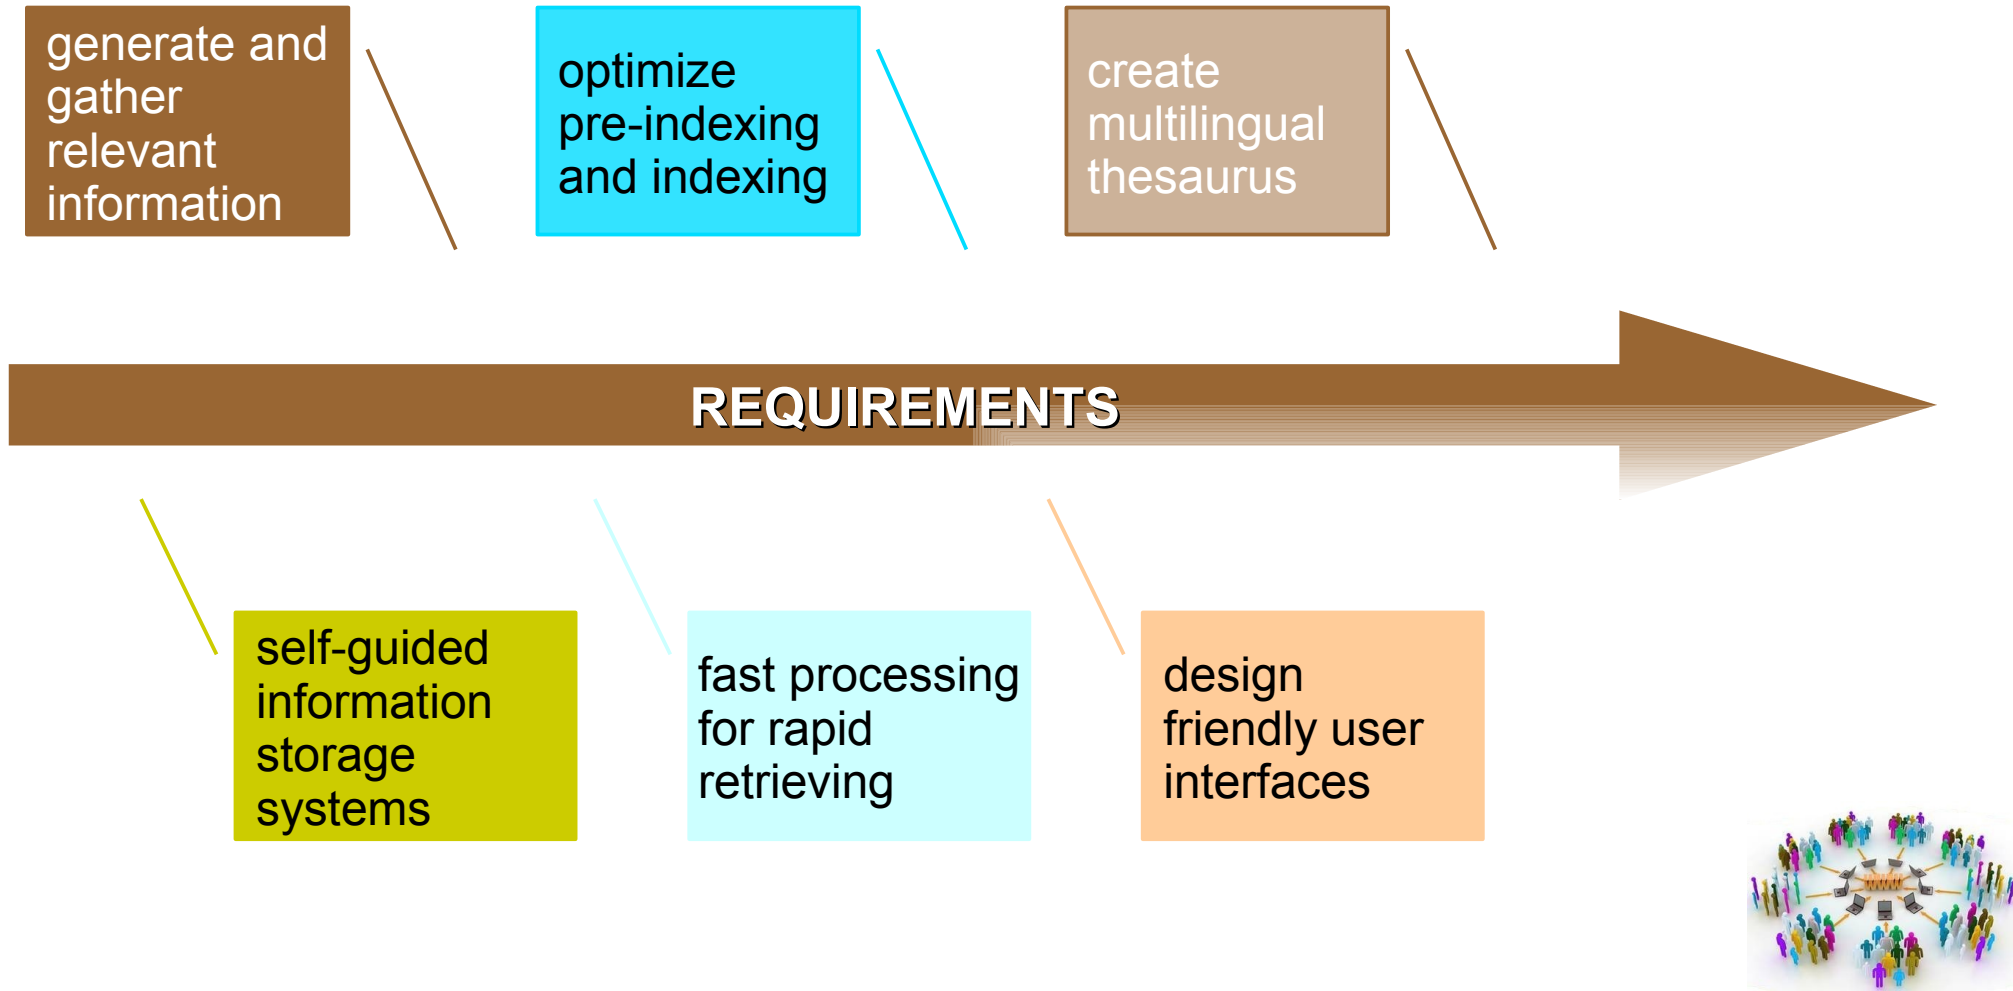 generate and
gather
relevant
information
optimize
pre-indexing
and indexing
create
multilingual
thesaurus
REQUIREMENTS
self-guided
information
storage
systems
fast processing
for rapid
retrieving
design
friendly user
interfaces